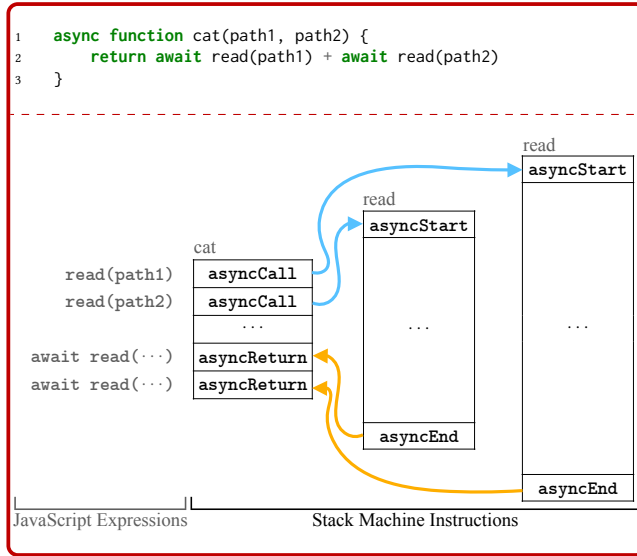 1 async function cat(path1, path2) {
2 return await read(path1) + await read(path2)
3 }
read
asyncStart
read
asyncStart
cat
read(path1) asyncCall
read(path2) asyncCall
···
···
···
await read(···) asyncReturn
await read(···) asyncReturn
asyncEnd
asyncEnd
JavaScript Expressions
Stack Machine Instructions